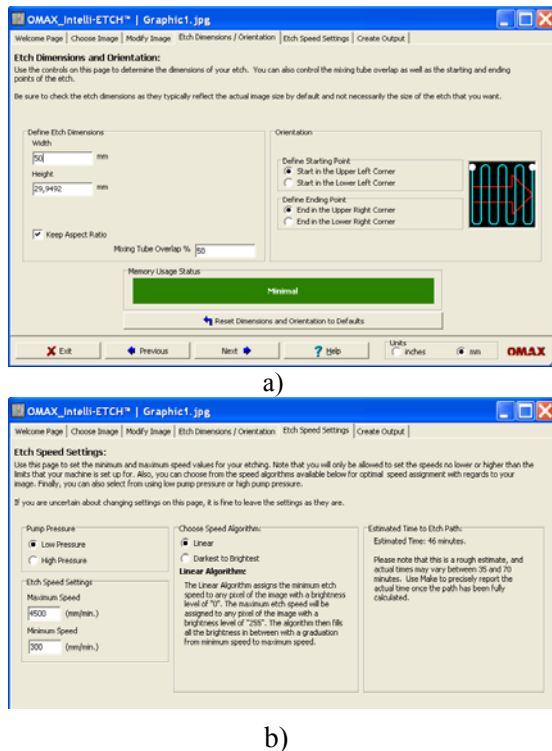 OMAX_Intelli-ETCH™ | Graphic1.jpg
Welcome Page | Choose Image | Modify Image | Etch Dimensions / Orientation | Etch Speed Settings | Create Output
Etch Dimensions and Orientation:
Use the controls on this page to determine the dimensions of your etch. You can also control the mixing tube overlap as well as the starting and ending
points of the etch.
Be sure to check the etch dimensions as they typically reflect the actual image size by default and not necessarily the size of the etch that you want.
Define Etch Dimensions
Width
50 mm
Height
29,9492 mm
Keep Aspect Ratio
Mixing Tube Overlap % 50
Orientation
Define Starting Point
Start in the Upper Left Corner
Start in the Lower Left Corner
Define Ending Point
End in the Upper Right Corner
End in the Lower Right Corner
Memory Usage Status
Minimal
Reset Dimensions and Orientation to Defaults
Exit
Previous
Next
Help
Units
inches
mm
OMAX
a)
OMAX_Intelli-ETCH™ | Graphic1.jpg
Welcome Page | Choose Image | Modify Image | Etch Dimensions / Orientation | Etch Speed Settings | Create Output
Etch Speed Settings:
Use this page to set the minimum and maximum speed values for your etching. Note that you will only be allowed to set the speeds no lower or higher than the
limits that your machine is set up for. Also, you can choose from the speed algorithms available below for optimal speed assignment with regards to your
image. Finally, you can also select from using low pump pressure or high pump pressure.
If you are uncertain about changing settings on this page, it is fine to leave the settings as they are.
Pump Pressure
Low Pressure
High Pressure
Etch Speed Settings
Maximum Speed
4500 (mm/min.)
Minimum Speed
300 (mm/min.)
Choose Speed Algorithm:
Linear
Darkest to Brightest
Linear Algorithm:
The Linear Algorithm assigns the minimum etch
speed to any pixel of the image with a brightness
level of "0". The maximum etch speed will be
assigned to any pixel of the image with a
brightness level of "255". The algorithm then fills
all the brightness in between with a graduation
from minimum speed to maximum speed.
Estimated Time to Etch Path:
Estimated Time: 46 minutes.
Please note that this is a rough estimate, and
actual times may vary between 35 and 70
minutes. Use Make to precisely report the
actual time once the path has been fully
calculated.
b)